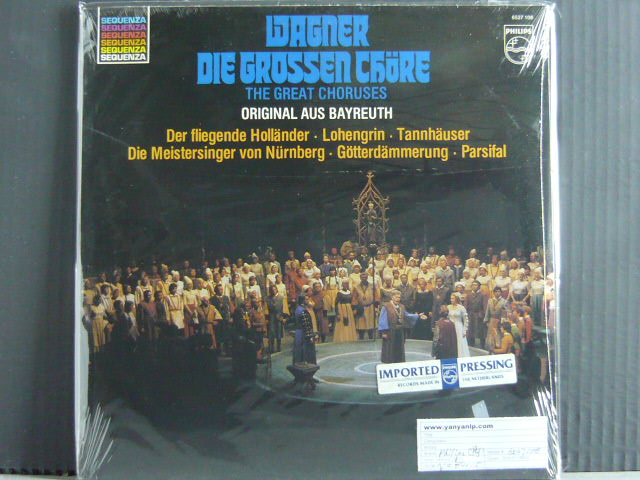 SEQUENZA
SEQUENZA
SEQUENZA
SEQUENZA
SEQUENZA
SEQUENZA
6527 108
PHILIPS
WAGNER
DIE GROSSEN CHÖRE
THE GREAT CHORUSES
ORIGINAL AUS BAYREUTH
Der fliegende Holländer · Lohengrin · Tannhäuser
Die Meistersinger von Nürnberg · Götterdämmerung · Parsifal
IMPORTED PRESSING
RECORDS MADE IN THE NETHERLANDS
www.yanyanlp.com